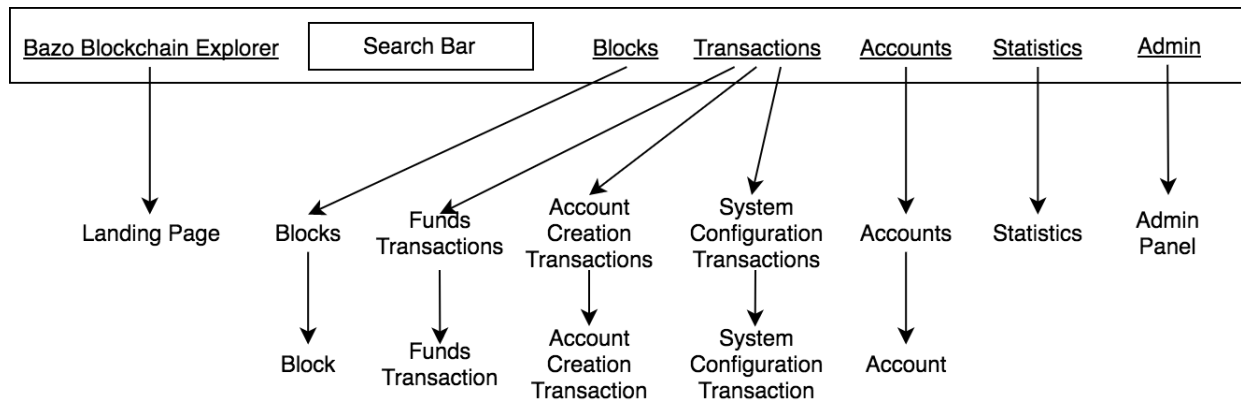 Bazo Blockchain Explorer
Search Bar
Blocks
Transactions
Accounts
Statistics
Admin
Landing Page
Blocks
Funds
Transactions
Account
Creation
Transactions
System
Configuration
Transactions
Accounts
Statistics
Admin
Panel
Block
Funds
Transaction
Account
Creation
Transaction
System
Configuration
Transaction
Account